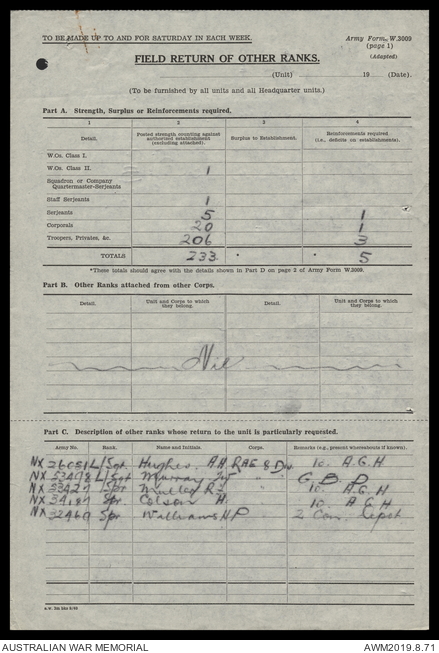 TO BE MADE UP TO AND FOR SATURDAY IN EACH WEEK.
Army Form W.3009
(page 1)
(Adapted)
FIELD RETURN OF OTHER RANKS.
(Unit) 19 (Date).
(To be furnished by all units and all Headquarter units.)
Part A. Strength, Surplus or Reinforcements required.
1 2 3 4
Detail. Posted strength counting against authorized establishment (excluding attached). Surplus to Establishment. Reinforcements required (i.e., deficits on establishments).
W.Os. Class I.
W.Os. Class II. 1
Squadron or Company Quartermaster-Serjeants
Staff Serjeants 1
Serjeants 5 1
Corporals 20 1
Troopers, Privates, &c. 206 3
TOTALS 233 * * 5
*These totals should agree with the details shown in Part D on page 2 of Army Form W.3009.
Part B. Other Ranks attached from other Corps.
Detail. Unit and Corps to which they belong. Detail. Unit and Corps to which they belong.
Nil
Part C. Description of other ranks whose return to the unit is particularly requested.
Army No. Rank. Name and Initials. Corps. Remarks (e.g., present whereabouts if known).
NX 26051 L/Sgt. Hughes A.H. RAE 8 Div. 10 A.G.H
L/Sgt Murray " " G. B. D
NX 33427 Spr " " 10 A.G.H
Spr Colson H. " 10 A G H
NX 32460 Spr Williams H P 2 Con. Depot
AUSTRALIAN WAR MEMORIAL
AWM2019.8.71